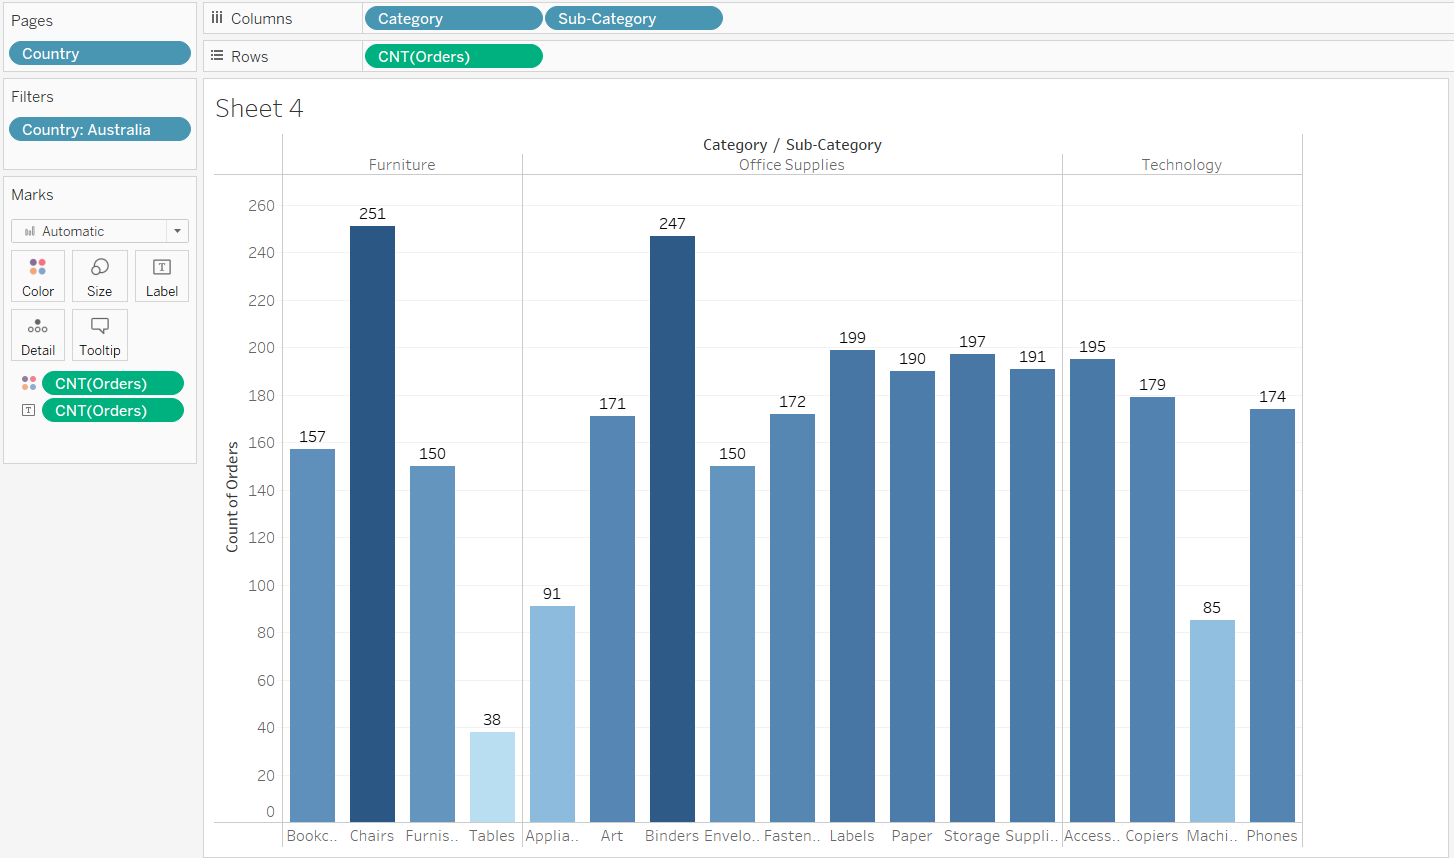 Pages
Country
Filters
Country: Australia
Marks
Automatic
Color Size Label
Detail Tooltip
CNT(Orders)
CNT(Orders)
Columns Category Sub-Category
Rows CNT(Orders)
Sheet 4
Category / Sub-Category
Furniture Office Supplies Technology
Count of Orders
260
240
220
200
180
160
140
120
100
80
60
40
20
0
157 251 150 38 91 171 247 150 172 199 190 197 191 195 179 85 174
Bookc.. Chairs Furnis.. Tables Applia.. Art Binders Envelo.. Fasten.. Labels Paper Storage Suppli.. Access.. Copiers Machi.. Phones